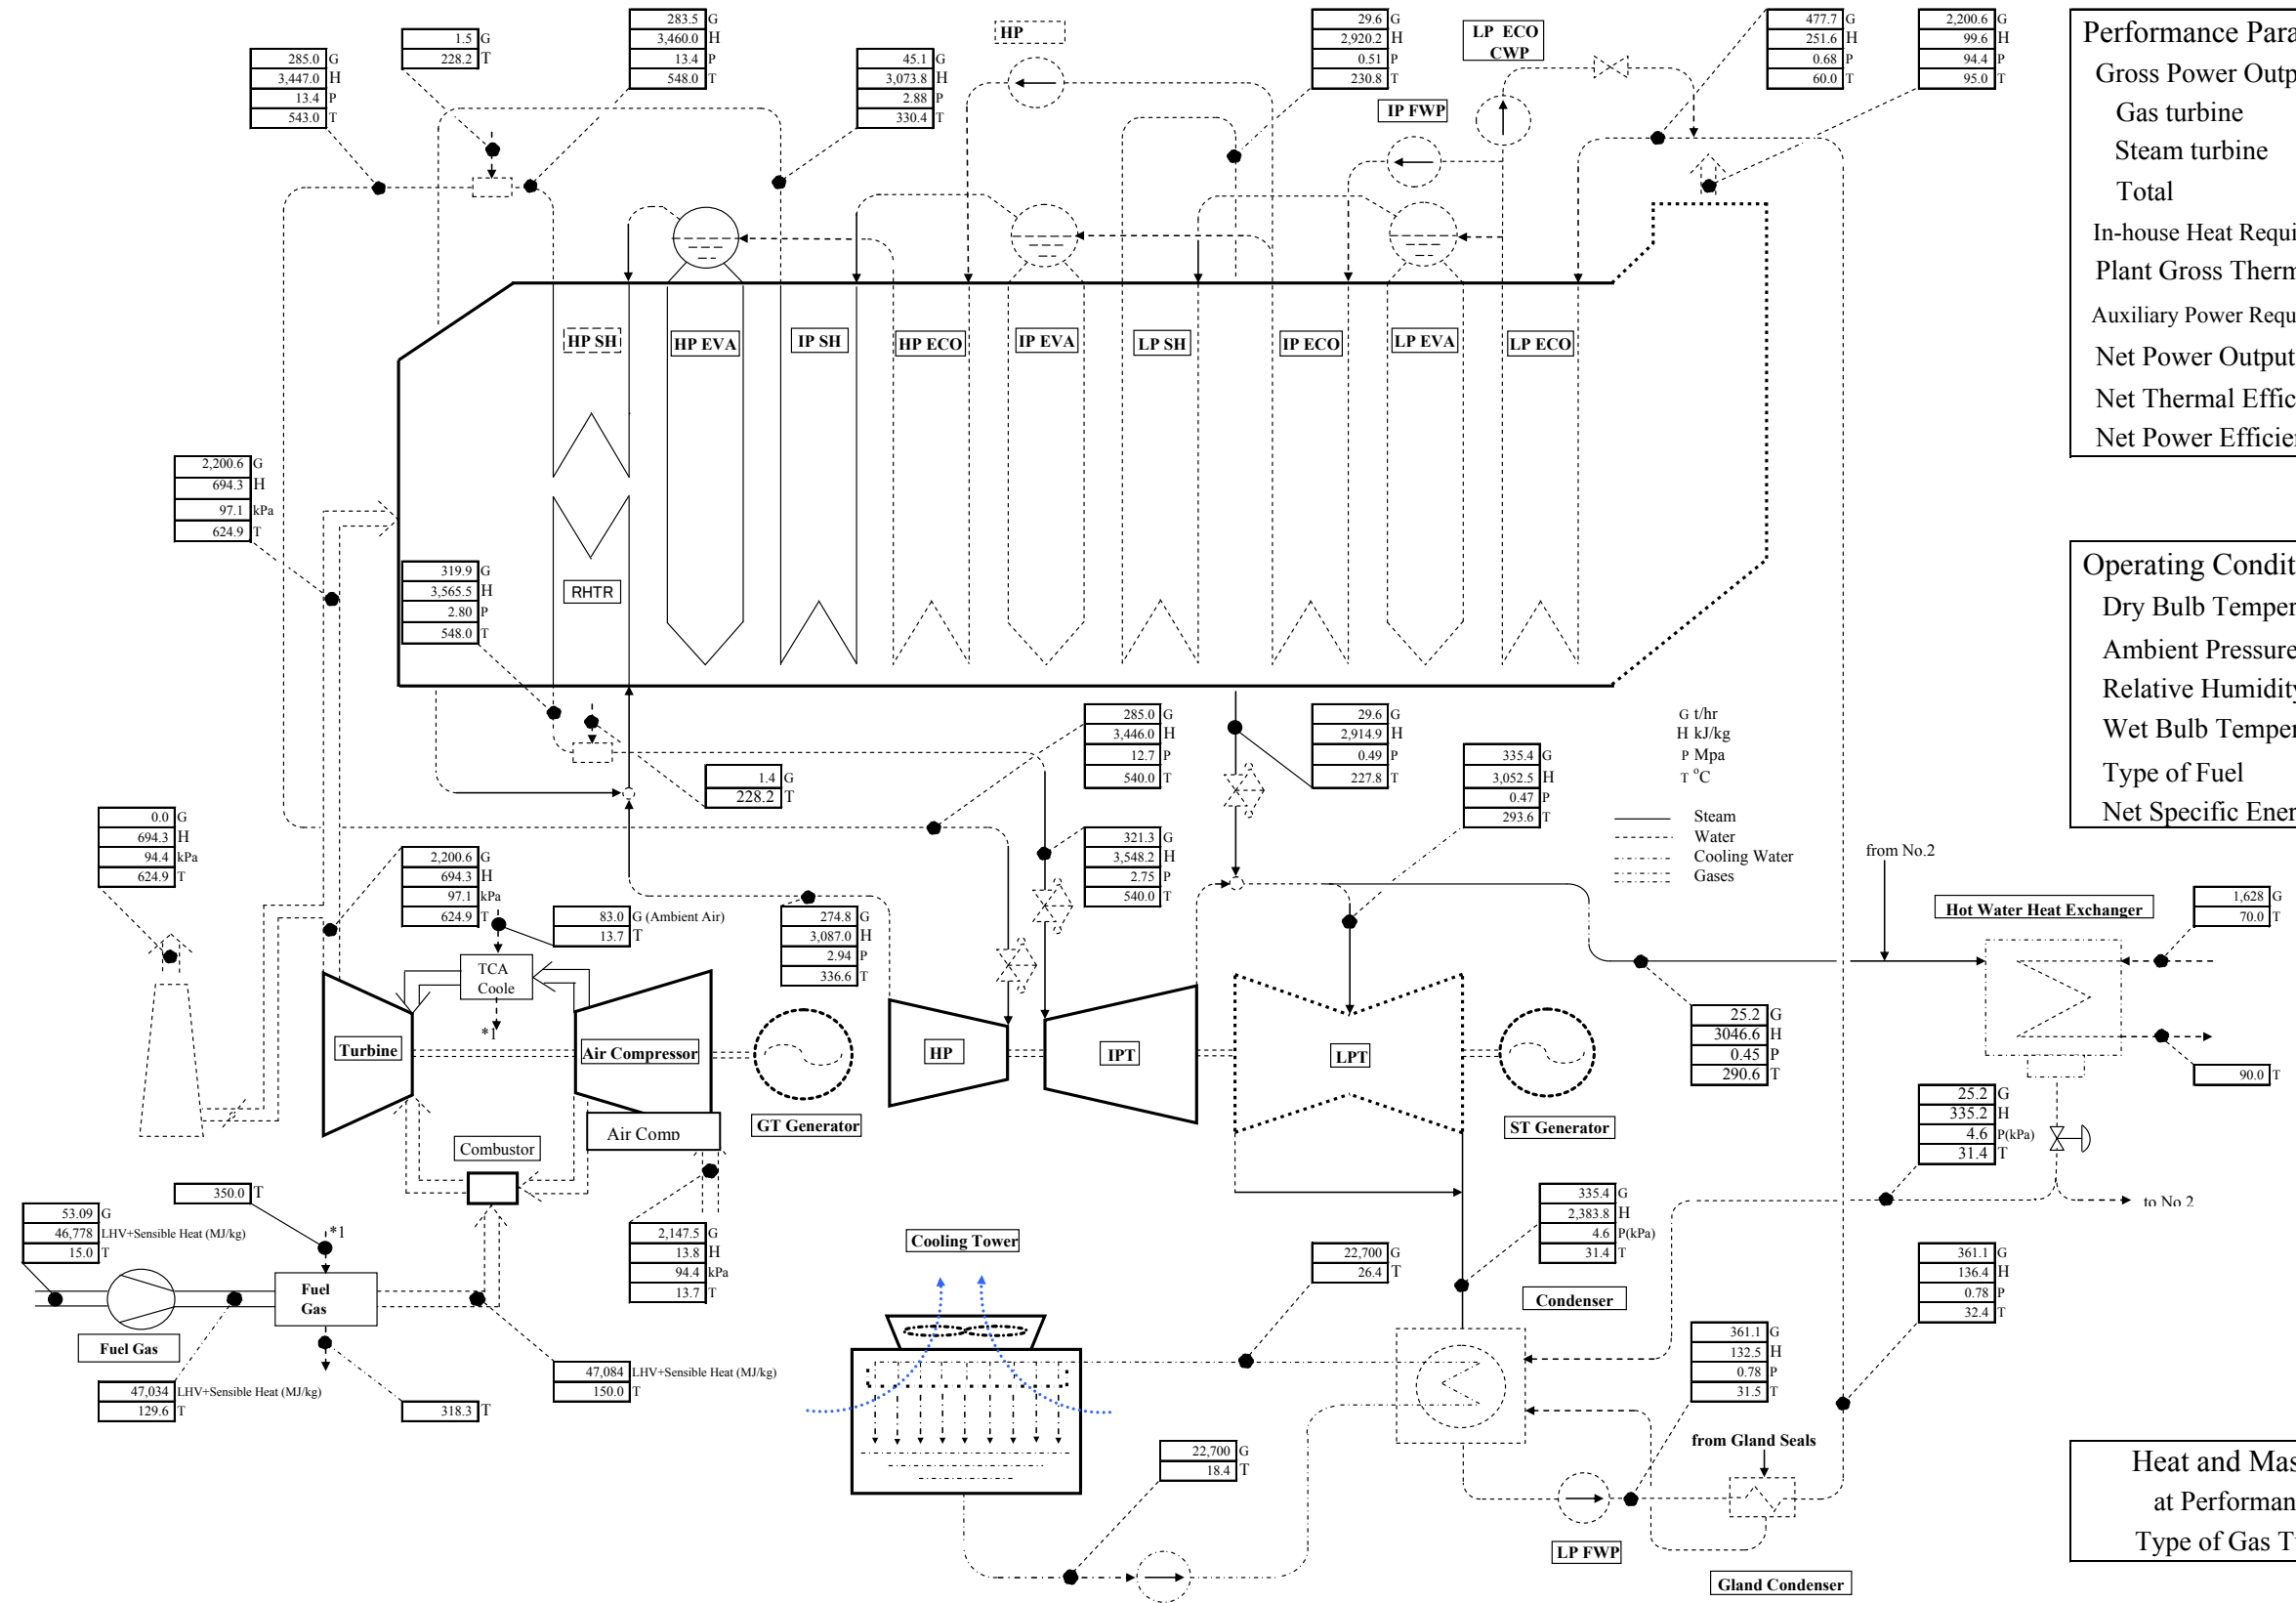 283.5 G
3,460.0 H
13.4 P
548.0 T
1.5 G
228.2 T
285.0 G
3,447.0 H
13.4 P
543.0 T
45.1 G
3,073.8 H
2.88 P
330.4 T
HP
29.6 G
2,920.2 H
0.51 P
230.8 T
LP ECO
CWP
IP FWP
477.7 G
251.6 H
0.68 P
60.0 T
2,200.6 G
99.6 H
94.4 P
95.0 T
Performance Para
Gross Power Outp
Gas turbine
Steam turbine
Total
In-house Heat Requi
Plant Gross Therm
Auxiliary Power Requ
Net Power Output
Net Thermal Effic
Net Power Efficie
HP SH
HP EVA
IP SH
HP ECO
IP EVA
LP SH
IP ECO
LP EVA
LP ECO
2,200.6 G
694.3 H
97.1 kPa
624.9 T
319.9 G
3,565.5 H
2.80 P
548.0 T
RHTR
Operating Condit
Dry Bulb Temper
Ambient Pressure
Relative Humidity
Wet Bulb Temper
Type of Fuel
Net Specific Ener
1.4 G
228.2 T
285.0 G
3,446.0 H
12.7 P
540.0 T
29.6 G
2,914.9 H
0.49 P
227.8 T
335.4 G
3,052.5 H
0.47 P
293.6 T
G t/hr
H kJ/kg
P Mpa
T °C
Steam
Water
Cooling Water
Gases
0.0 G
694.3 H
94.4 kPa
624.9 T
2,200.6 G
694.3 H
97.1 kPa
624.9 T
83.0 G (Ambient Air)
13.7 T
274.8 G
3,087.0 H
2.94 P
336.6 T
321.3 G
3,548.2 H
2.75 P
540.0 T
from No.2
Hot Water Heat Exchanger
1,628 G
70.0 T
TCA
Coole
*1
Turbine
Air Compressor
HP
IPT
LPT
25.2 G
3046.6 H
0.45 P
290.6 T
90.0 T
Air Comp
GT Generator
ST Generator
25.2 G
335.2 H
4.6 P(kPa)
31.4 T
to No 2
Combustor
350.0 T
*1
53.09 G
46,778 LHV+Sensible Heat (MJ/kg)
15.0 T
Fuel
Gas
Fuel Gas
47,034 LHV+Sensible Heat (MJ/kg)
129.6 T
318.3 T
47,084 LHV+Sensible Heat (MJ/kg)
150.0 T
2,147.5 G
13.8 H
94.4 kPa
13.7 T
Cooling Tower
22,700 G
26.4 T
335.4 G
2,383.8 H
4.6 P(kPa)
31.4 T
Condenser
361.1 G
136.4 H
0.78 P
32.4 T
361.1 G
132.5 H
0.78 P
31.5 T
22,700 G
18.4 T
from Gland Seals
LP FWP
Gland Condenser
Heat and Mas
at Performan
Type of Gas T